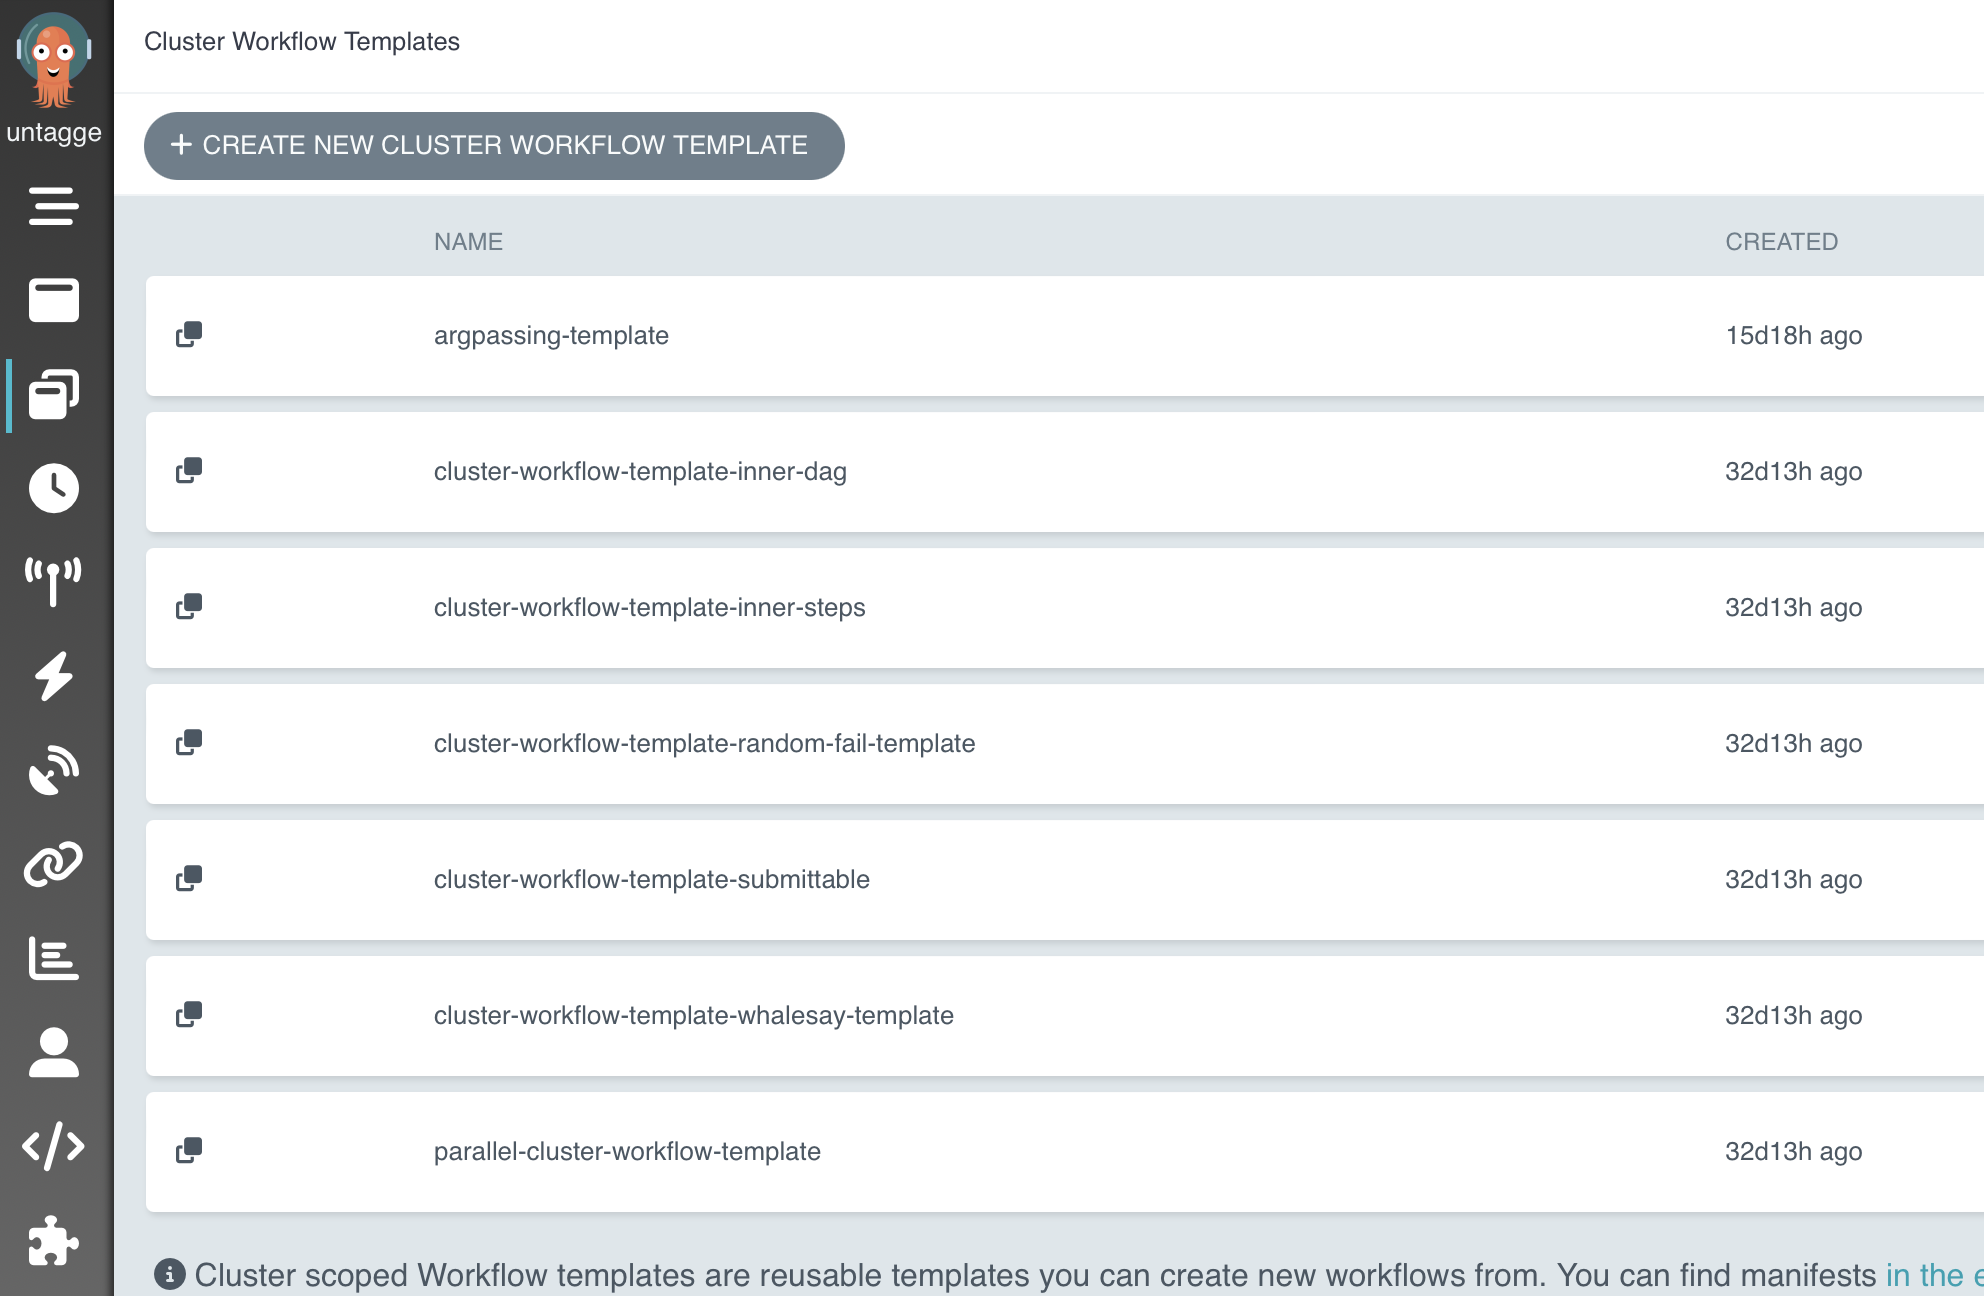 Cluster Workflow Templates
untagge
CREATE NEW CLUSTER WORKFLOW TEMPLATE
NAME CREATED
argpassing-template 15d18h ago
cluster-workflow-template-inner-dag 32d13h ago
cluster-workflow-template-inner-steps 32d13h ago
cluster-workflow-template-random-fail-template 32d13h ago
cluster-workflow-template-submittable 32d13h ago
cluster-workflow-template-whalesay-template 32d13h ago
parallel-cluster-workflow-template 32d13h ago
Cluster scoped Workflow templates are reusable templates you can create new workflows from. You can find manifests in the